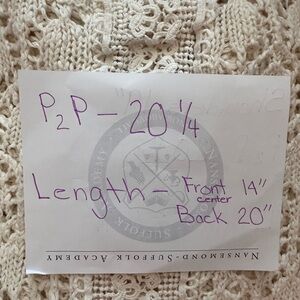 P2P - 20 1/4
Length - Front 14"
center
Back 20"
NANSEMOND-SUFFOLK ACADEMY